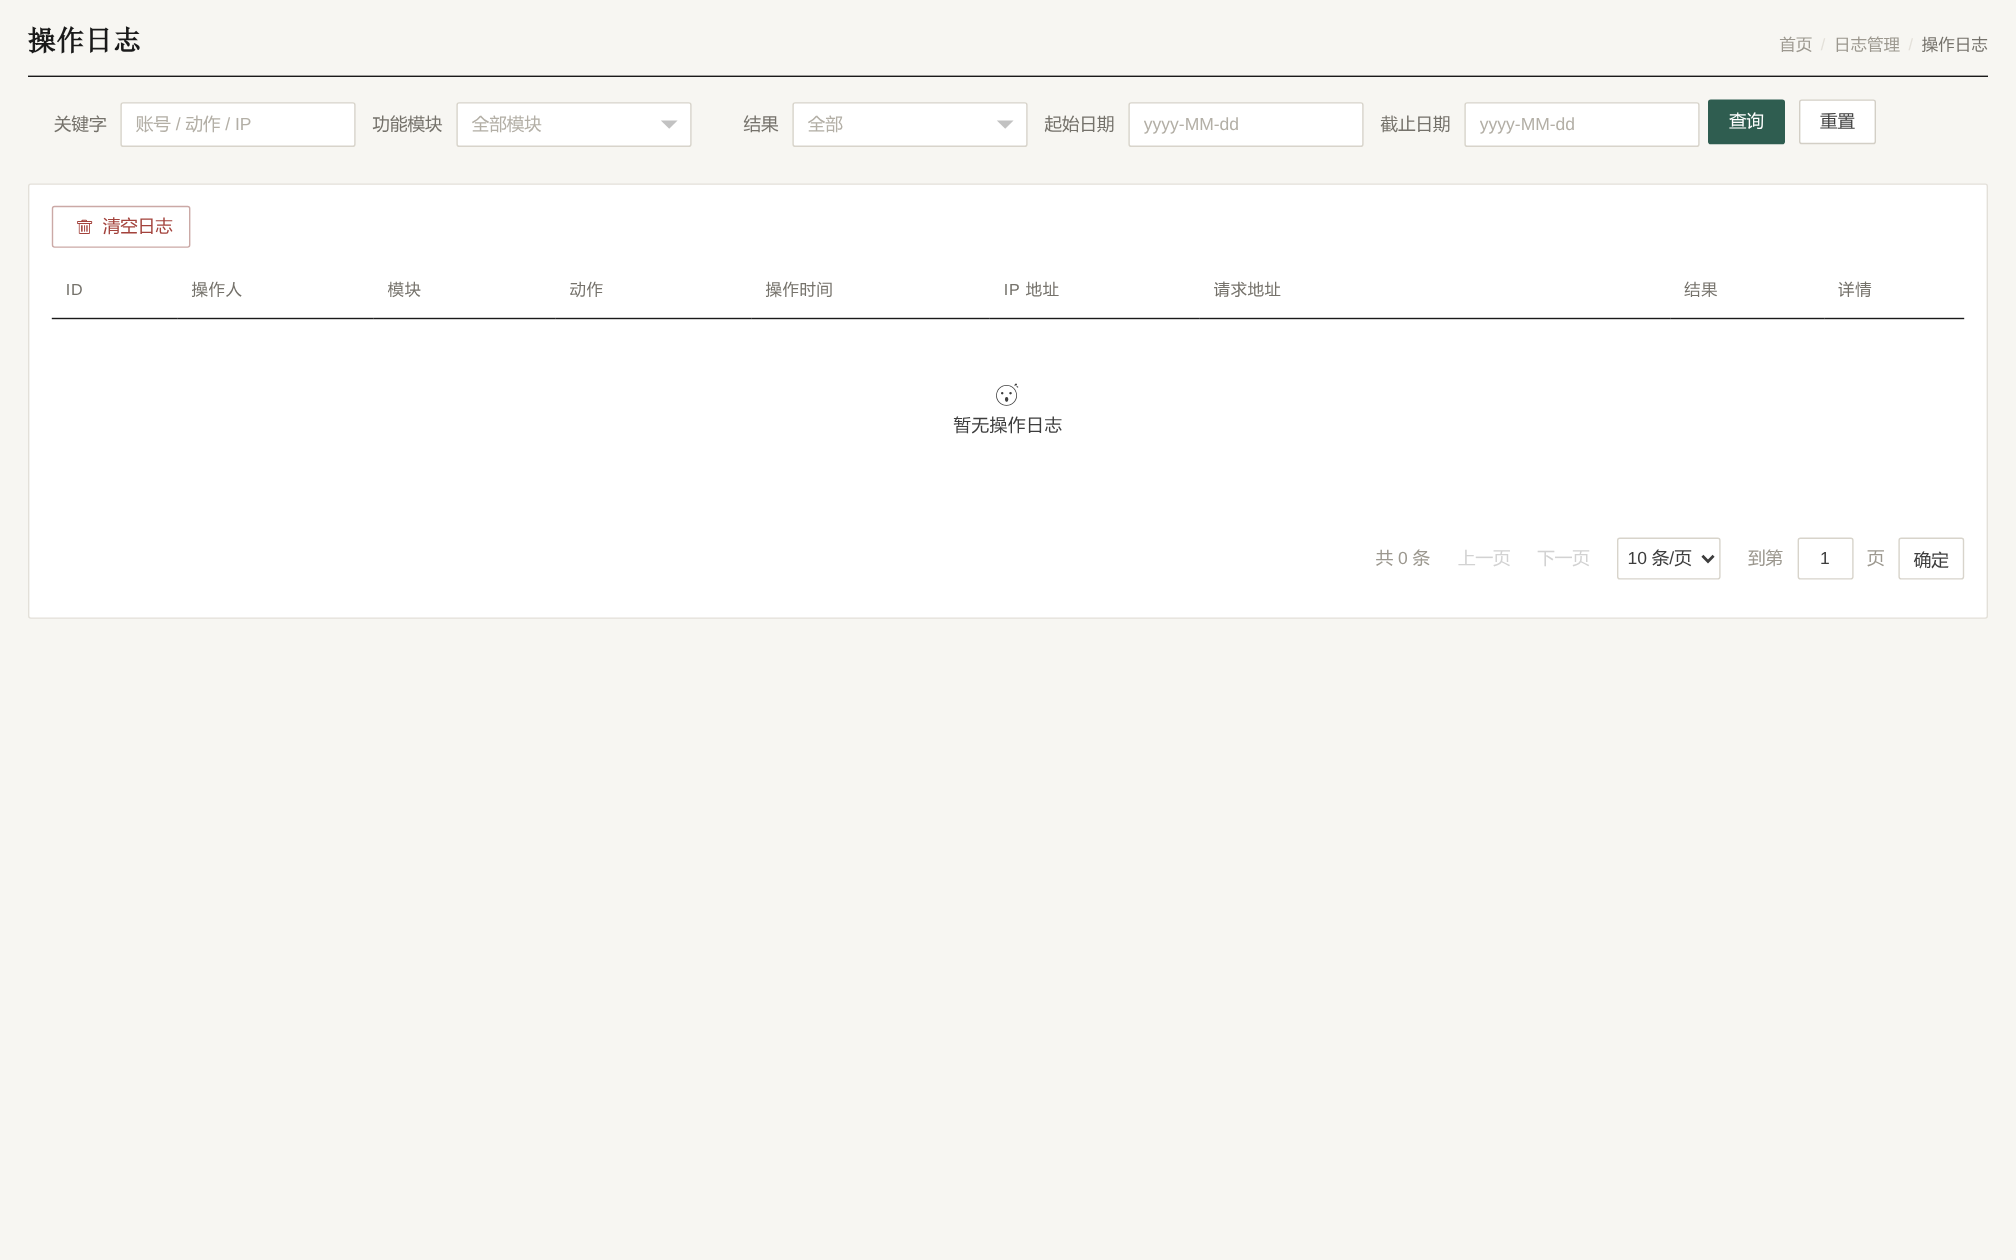 操作日志
首页 / 日志管理 / 操作日志
关键字 账号 / 动作 / IP 功能模块 全部模块 结果 全部 起始日期 yyyy-MM-dd 截止日期 yyyy-MM-dd 查询 重置
清空日志
ID 操作人 模块 动作 操作时间 IP 地址 请求地址 结果 详情
暂无操作日志
共 0 条 上一页 下一页 10 条/页 到第 1 页 确定